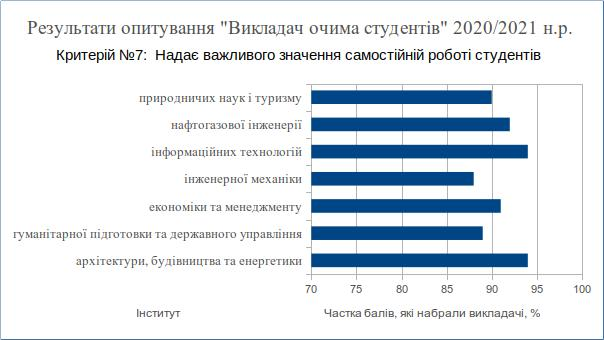 Результати опитування "Викладач очима студентів" 2020/2021 н.р.
Критерій №7:  Надає важливого значення самостійній роботі студентів
природничих наук і туризму
нафтогазової інженерії
інформаційних технологій
інженерної механіки
економіки та менеджменту
гуманітарної підготовки та державного управління
архітектури, будівництва та енергетики
70 75 80 85 90 95 100
Інститут
Частка балів, які набрали викладачі, %